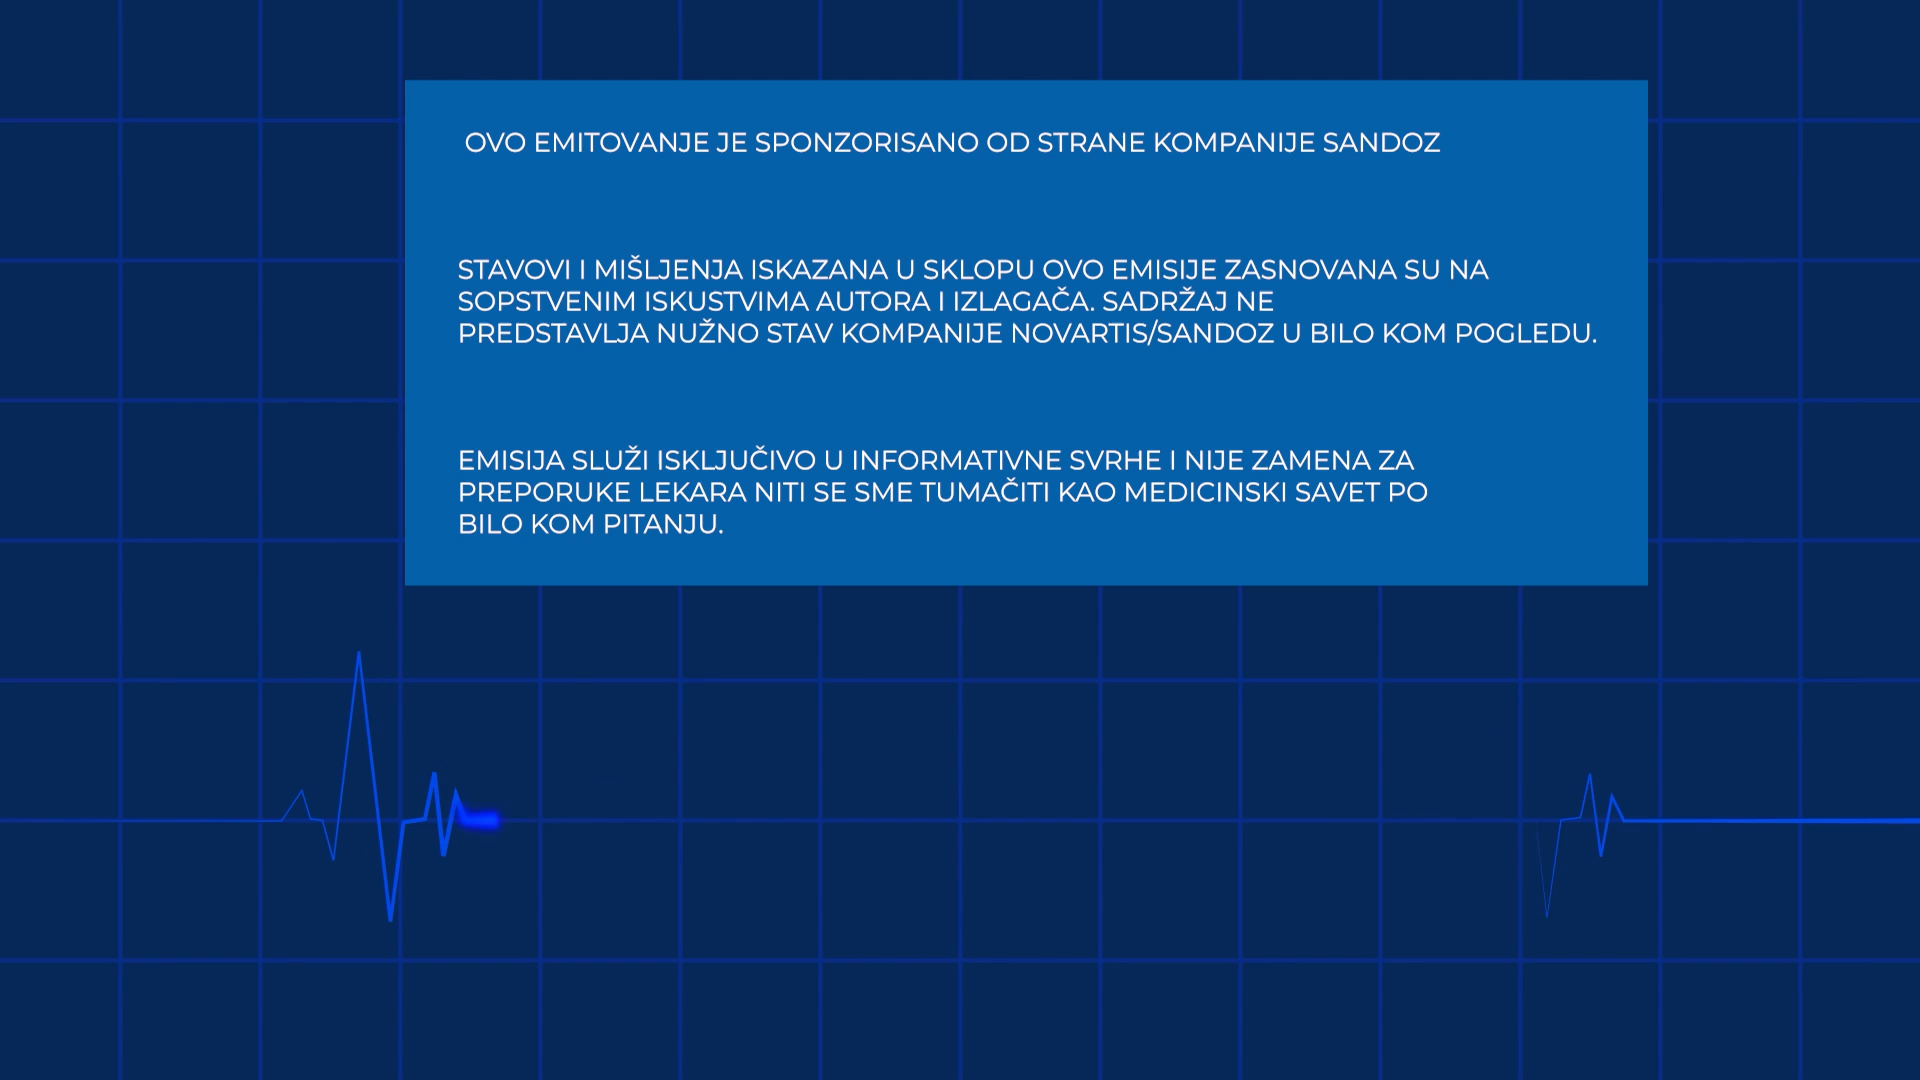 OVO EMITOVANJE JE SPONZORISANO OD STRANE KOMPANIJE SANDOZ
STAVOVI I MIŠLJENJA ISKAZANA U SKLOPU OVO EMISIJE ZASNOVANA SU NA
SOPSTVENIM ISKUSTVIMA AUTORA I IZLAGAČA. SADRŽAJ NE
PREDSTAVLJA NUŽNO STAV KOMPANIJE NOVARTIS/SANDOZ U BILO KOM POGLEDU.
EMISIJA SLUŽI ISKLJUČIVO U INFORMATIVNE SVRHE I NIJE ZAMENA ZA
PREPORUKE LEKARA NITI SE SME TUMAČITI KAO MEDICINSKI SAVET PO
BILO KOM PITANJU.